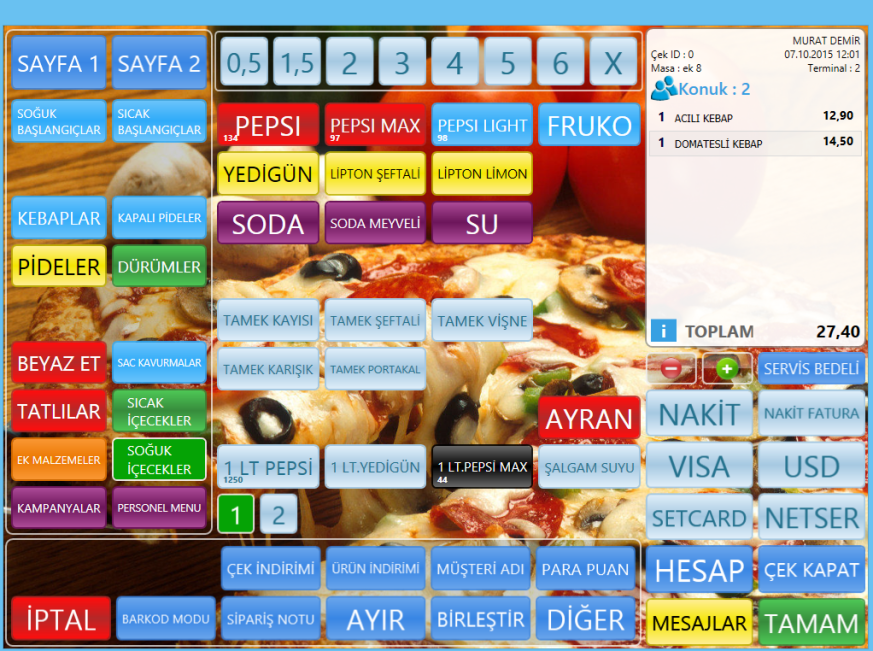 SAYFA 1
SAYFA 2
SOĞUK
BAŞLANGIÇLAR
SICAK
BAŞLANGIÇLAR
KEBAPLAR
KAPALI PİDELER
PİDELER
DÜRÜMLER
BEYAZ ET
SAC KAVURMALAR
TATLILAR
SICAK
İÇECEKLER
EK MALZEMELER
SOĞUK
İÇECEKLER
KAMPANYALAR
PERSONEL MENU
0,5
1,5
2
3
4
5
6
X
PEPSI
134
PEPSI MAX
97
PEPSI LIGHT
98
FRUKO
YEDİGÜN
LİPTON ŞEFTALİ
LİPTON LİMON
SODA
SODA MEYVELİ
SU
TAMEK KAYISI
TAMEK ŞEFTALİ
TAMEK VİŞNE
TAMEK KARIŞIK
TAMEK PORTAKAL
AYRAN
1 LT PEPSİ
1250
1 LT.YEDİGÜN
1 LT.PEPSİ MAX
44
ŞALGAM SUYU
1
2
MURAT DEMİR
Çek ID : 0
07.10.2015 12:01
Masa : ek 8
Terminal : 2
Konuk : 2
1 ACILI KEBAP 12,90
1 DOMATESLİ KEBAP 14,50
i TOPLAM 27,40
SERVİS BEDELİ
NAKİT
NAKİT FATURA
VISA
USD
SETCARD
NETSER
HESAP
ÇEK KAPAT
MESAJLAR
TAMAM
ÇEK İNDİRİMİ
ÜRÜN İNDİRİMİ
MÜŞTERİ ADI
PARA PUAN
İPTAL
BARKOD MODU
SİPARİŞ NOTU
AYIR
BİRLEŞTİR
DİĞER